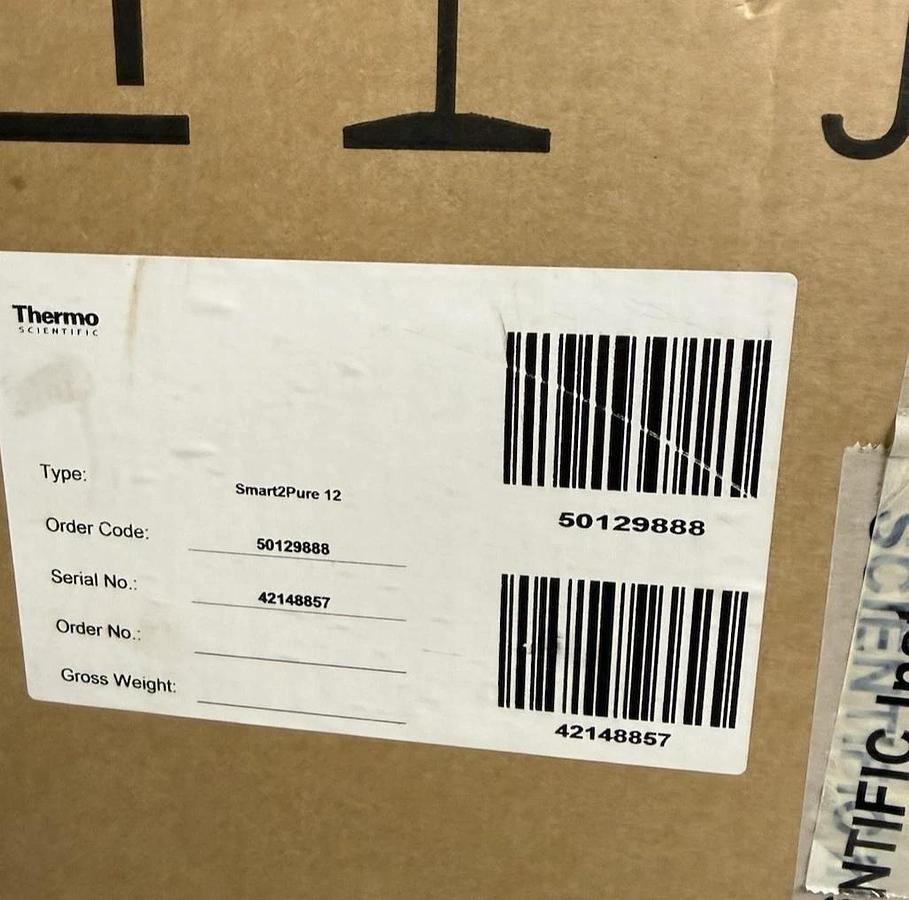 Thermo
SCIENTIFIC
Type: Smart2Pure 12
Order Code: 50129888
Serial No.: 42148857
Order No.:
Gross Weight:
50129888
42148857